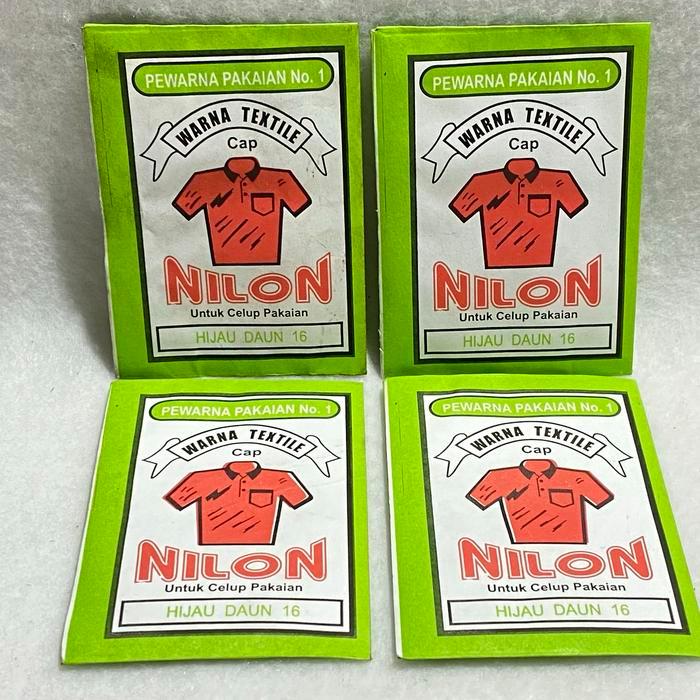 PEWARNA PAKAIAN No. 1
WARNA TEXTILE
Cap
NILON
Untuk Celup Pakaian
HIJAU DAUN 16
PEWARNA PAKAIAN No. 1
WARNA TEXTILE
Cap
NILON
Untuk Celup Pakaian
HIJAU DAUN 16
PEWARNA PAKAIAN No. 1
WARNA TEXTILE
Cap
NILON
Untuk Celup Pakaian
HIJAU DAUN 16
PEWARNA PAKAIAN No. 1
WARNA TEXTILE
Cap
NILON
Untuk Celup Pakaian
HIJAU DAUN 16